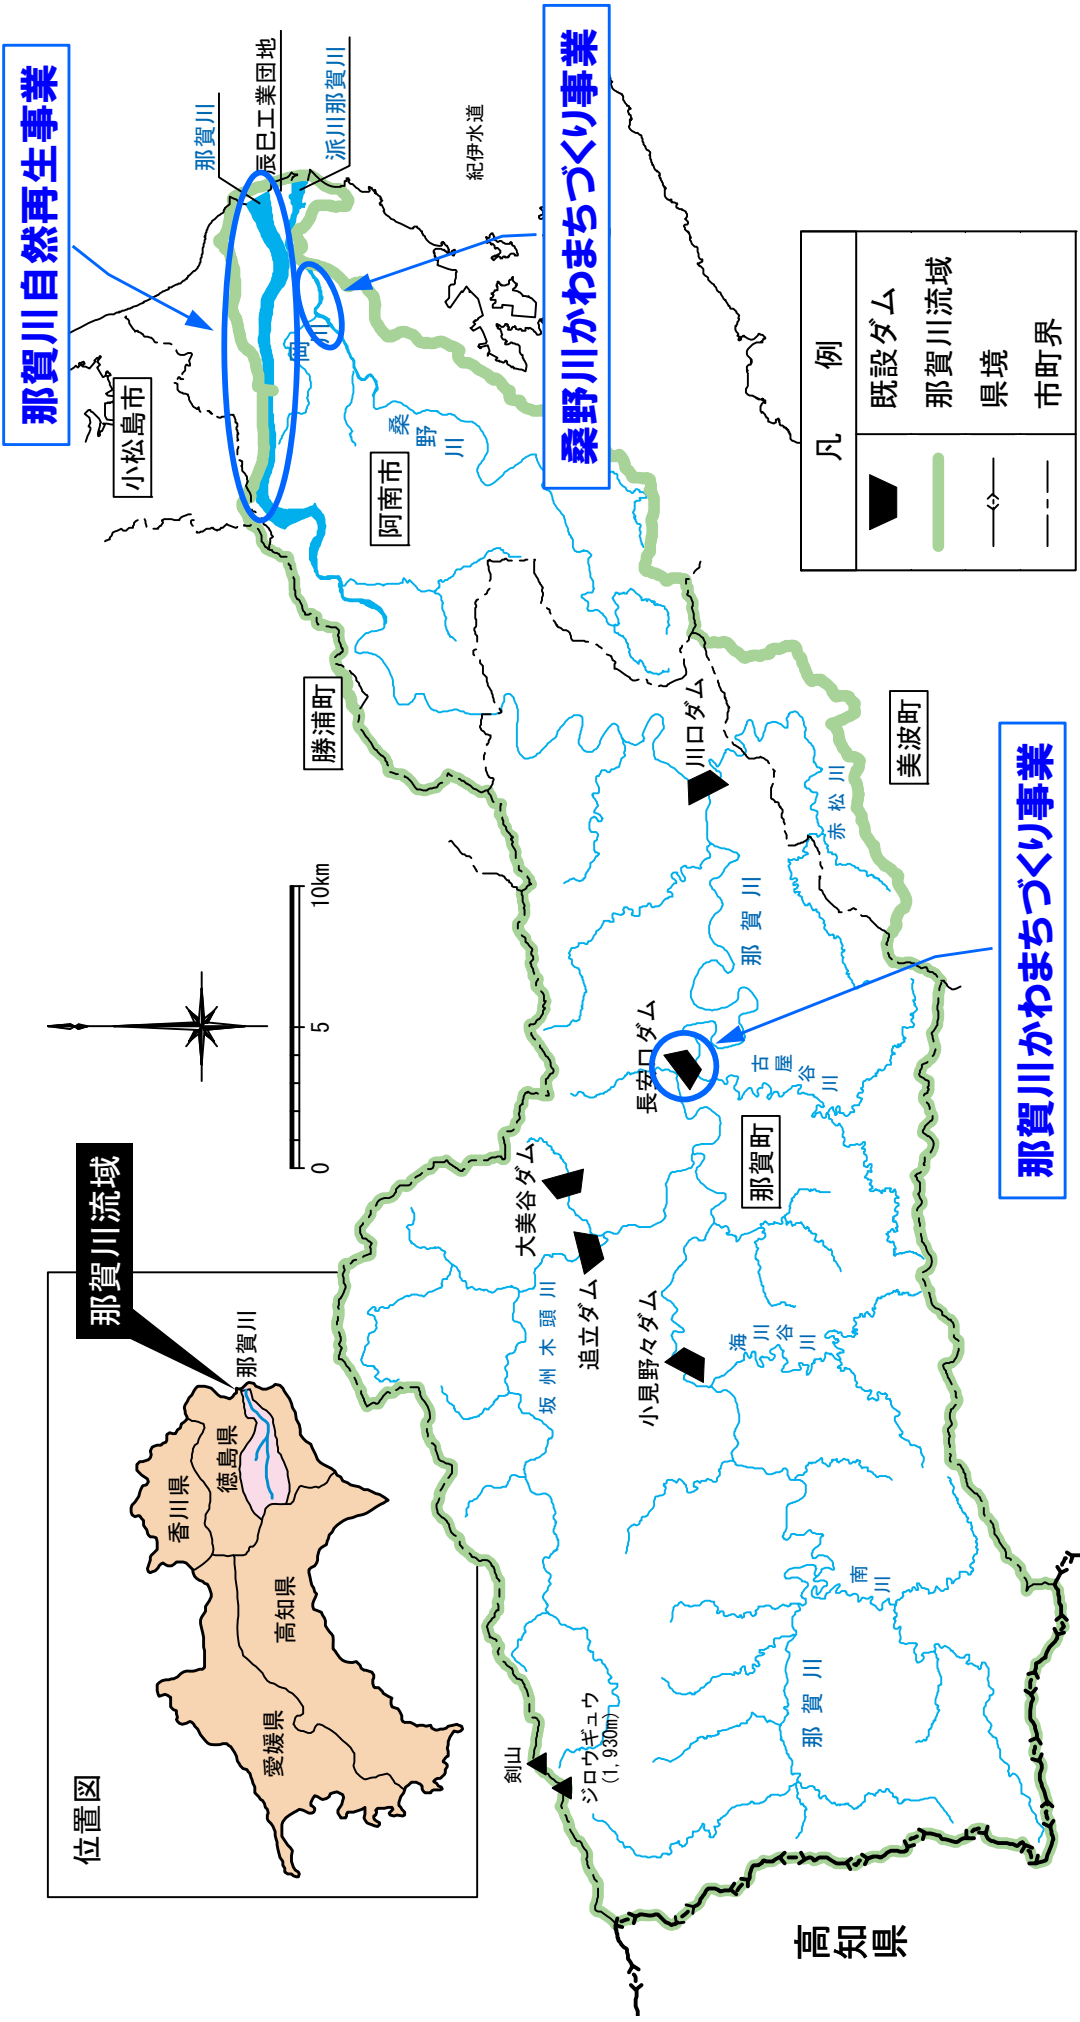 位置図
那賀川流域
那賀川
香川県
徳島県
高知県
愛媛県
0
5
10km
那賀川自然再生事業
那賀川
辰巳工業団地
派川那賀川
紀伊水道
桑野川かわまちづくり事業
小松島市
岡川
桑野川
阿南市
勝浦町
川口ダム
美波町
赤松川
那賀川
長安口ダム
古屋谷川
那賀川かわまちづくり事業
那賀町
大美谷ダム
追立ダム
坂州木頭川
小見野々ダム
海川谷川
南川
那賀川
剣山
ジロウギュウ
(1,930m)
高知県
凡例
既設ダム
那賀川流域
県境
市町界